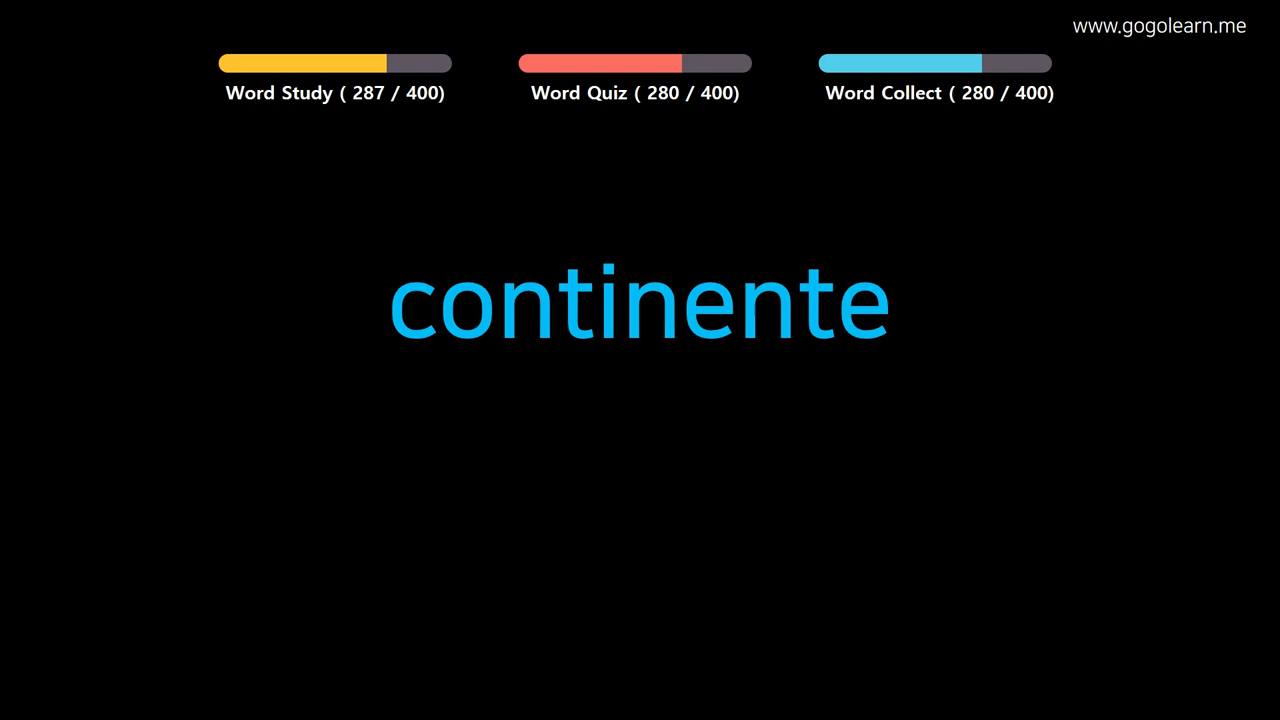 www.gogolearn.me
Word Study ( 287 / 400)
Word Quiz ( 280 / 400)
Word Collect ( 280 / 400)
continente